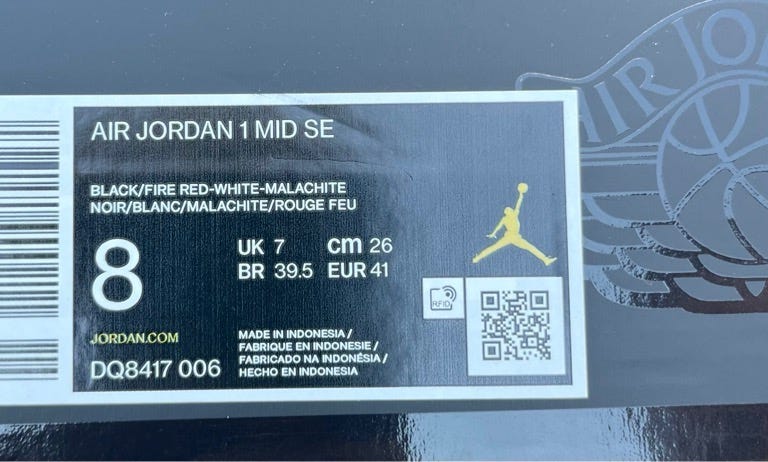 AIR JORDAN 1 MID SE
BLACK/FIRE RED-WHITE-MALACHITE
NOIR/BLANC/MALACHITE/ROUGE FEU
8
UK 7 cm 26
BR 39.5 EUR 41
RFID
JORDAN.COM
DQ8417 006
MADE IN INDONESIA /
FABRIQUE EN INDONESIE /
FABRICADO NA INDONÉSIA /
HECHO EN INDONESIA
AIR JO